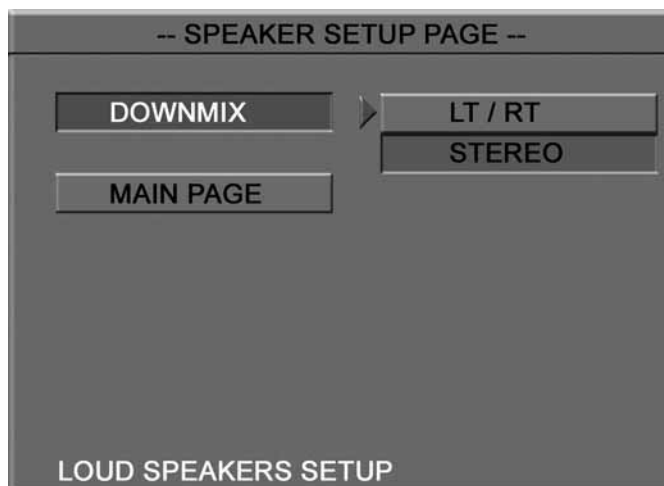 -- SPEAKER SETUP PAGE --
DOWNMIX
LT / RT
STEREO
MAIN PAGE
LOUD SPEAKERS SETUP